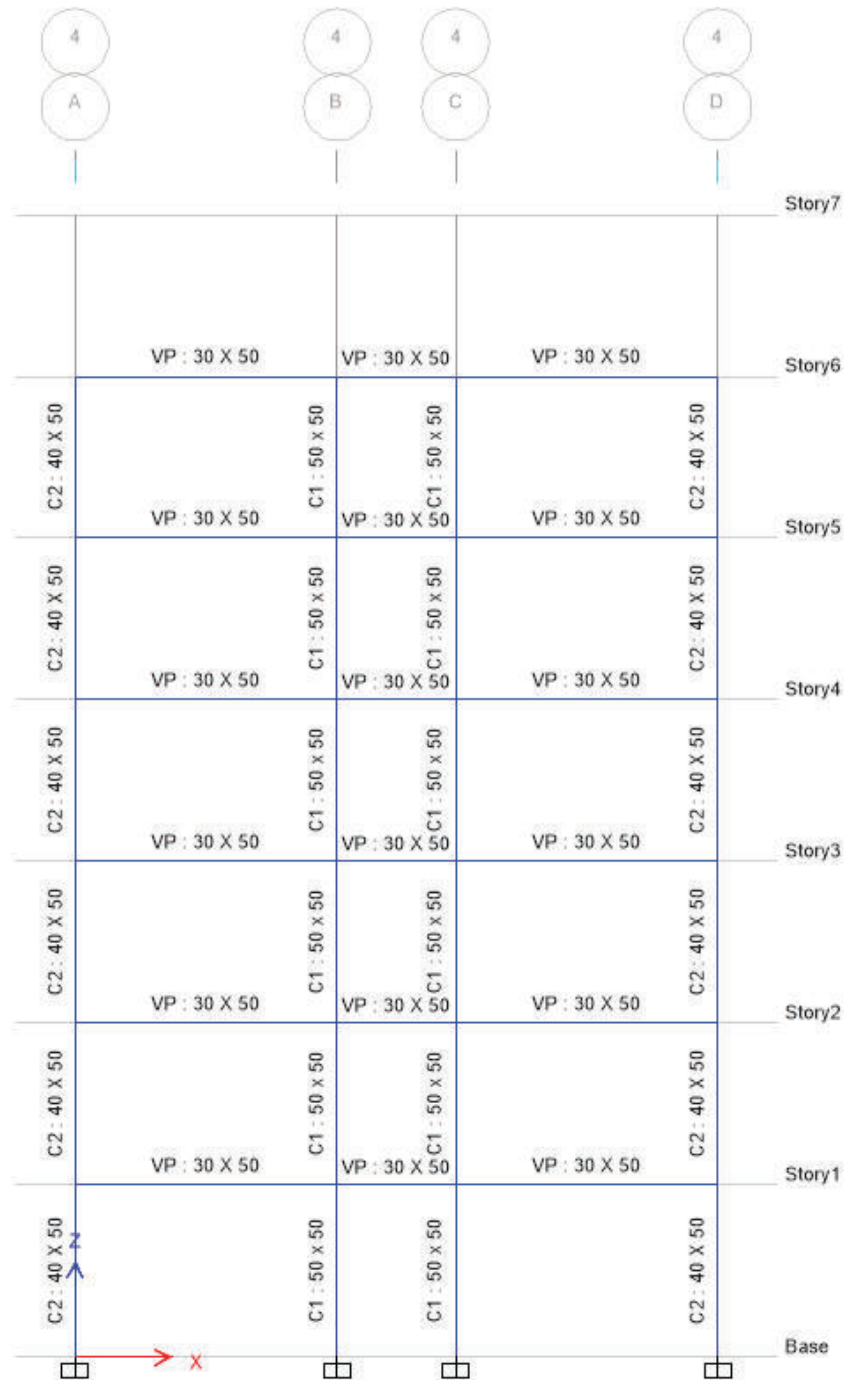 4 4 4 4
A B C D
Story7
VP : 30 X 50 VP : 30 X 50 VP : 30 X 50
Story6
C2 : 40 X 50 C1 : 50 x 50 C1 : 50 x 50 C2 : 40 X 50
VP : 30 X 50 VP : 30 X 50 VP : 30 X 50
Story5
C2 : 40 X 50 C1 : 50 x 50 C1 : 50 x 50 C2 : 40 X 50
VP : 30 X 50 VP : 30 X 50 VP : 30 X 50
Story4
C2 : 40 X 50 C1 : 50 x 50 C1 : 50 x 50 C2 : 40 X 50
VP : 30 X 50 VP : 30 X 50 VP : 30 X 50
Story3
C2 : 40 X 50 C1 : 50 x 50 C1 : 50 x 50 C2 : 40 X 50
VP : 30 X 50 VP : 30 X 50 VP : 30 X 50
Story2
C2 : 40 X 50 C1 : 50 x 50 C1 : 50 x 50 C2 : 40 X 50
VP : 30 X 50 VP : 30 X 50 VP : 30 X 50
Story1
C2 : 40 X 50 C1 : 50 x 50 C1 : 50 x 50 C2 : 40 X 50
Z
Base
X